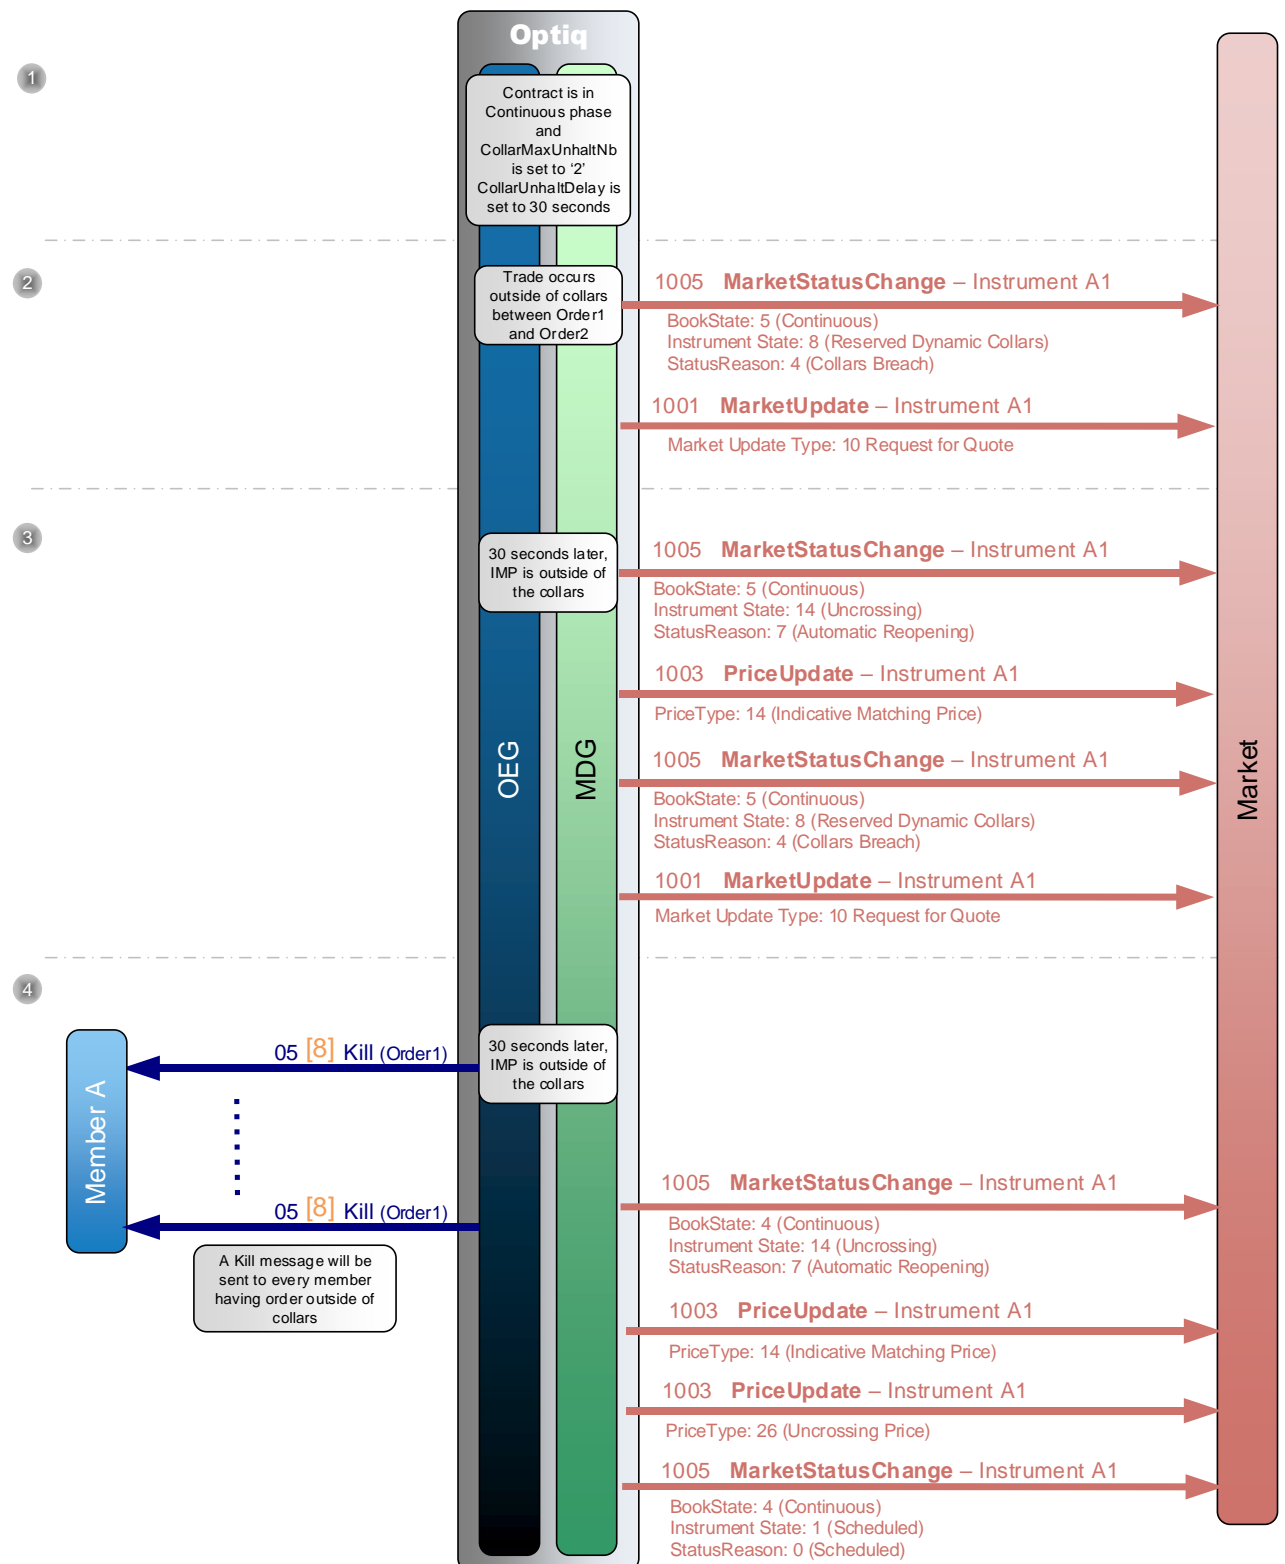 Optiq
1
Contract is in
Continuous phase
and
CollarMaxUnhaltNb
is set to ‘2’
CollarUnhaltDelay is
set to 30 seconds
2
Trade occurs
outside of collars
between Order1
and Order2
1005 MarketStatusChange – Instrument A1
BookState: 5 (Continuous)
Instrument State: 8 (Reserved Dynamic Collars)
StatusReason: 4 (Collars Breach)
1001 MarketUpdate – Instrument A1
Market Update Type: 10 Request for Quote
3
30 seconds later,
IMP is outside of
the collars
1005 MarketStatusChange – Instrument A1
BookState: 5 (Continuous)
Instrument State: 14 (Uncrossing)
StatusReason: 7 (Automatic Reopening)
1003 PriceUpdate – Instrument A1
PriceType: 14 (Indicative Matching Price)
OEG
MDG
Market
1005 MarketStatusChange – Instrument A1
BookState: 5 (Continuous)
Instrument State: 8 (Reserved Dynamic Collars)
StatusReason: 4 (Collars Breach)
1001 MarketUpdate – Instrument A1
Market Update Type: 10 Request for Quote
4
Member A
05 [8] Kill (Order1)
30 seconds later,
IMP is outside of
the collars
05 [8] Kill (Order1)
A Kill message will be
sent to every member
having order outside of
collars
1005 MarketStatusChange – Instrument A1
BookState: 4 (Continuous)
Instrument State: 14 (Uncrossing)
StatusReason: 7 (Automatic Reopening)
1003 PriceUpdate – Instrument A1
PriceType: 14 (Indicative Matching Price)
1003 PriceUpdate – Instrument A1
PriceType: 26 (Uncrossing Price)
1005 MarketStatusChange – Instrument A1
BookState: 4 (Continuous)
Instrument State: 1 (Scheduled)
StatusReason: 0 (Scheduled)